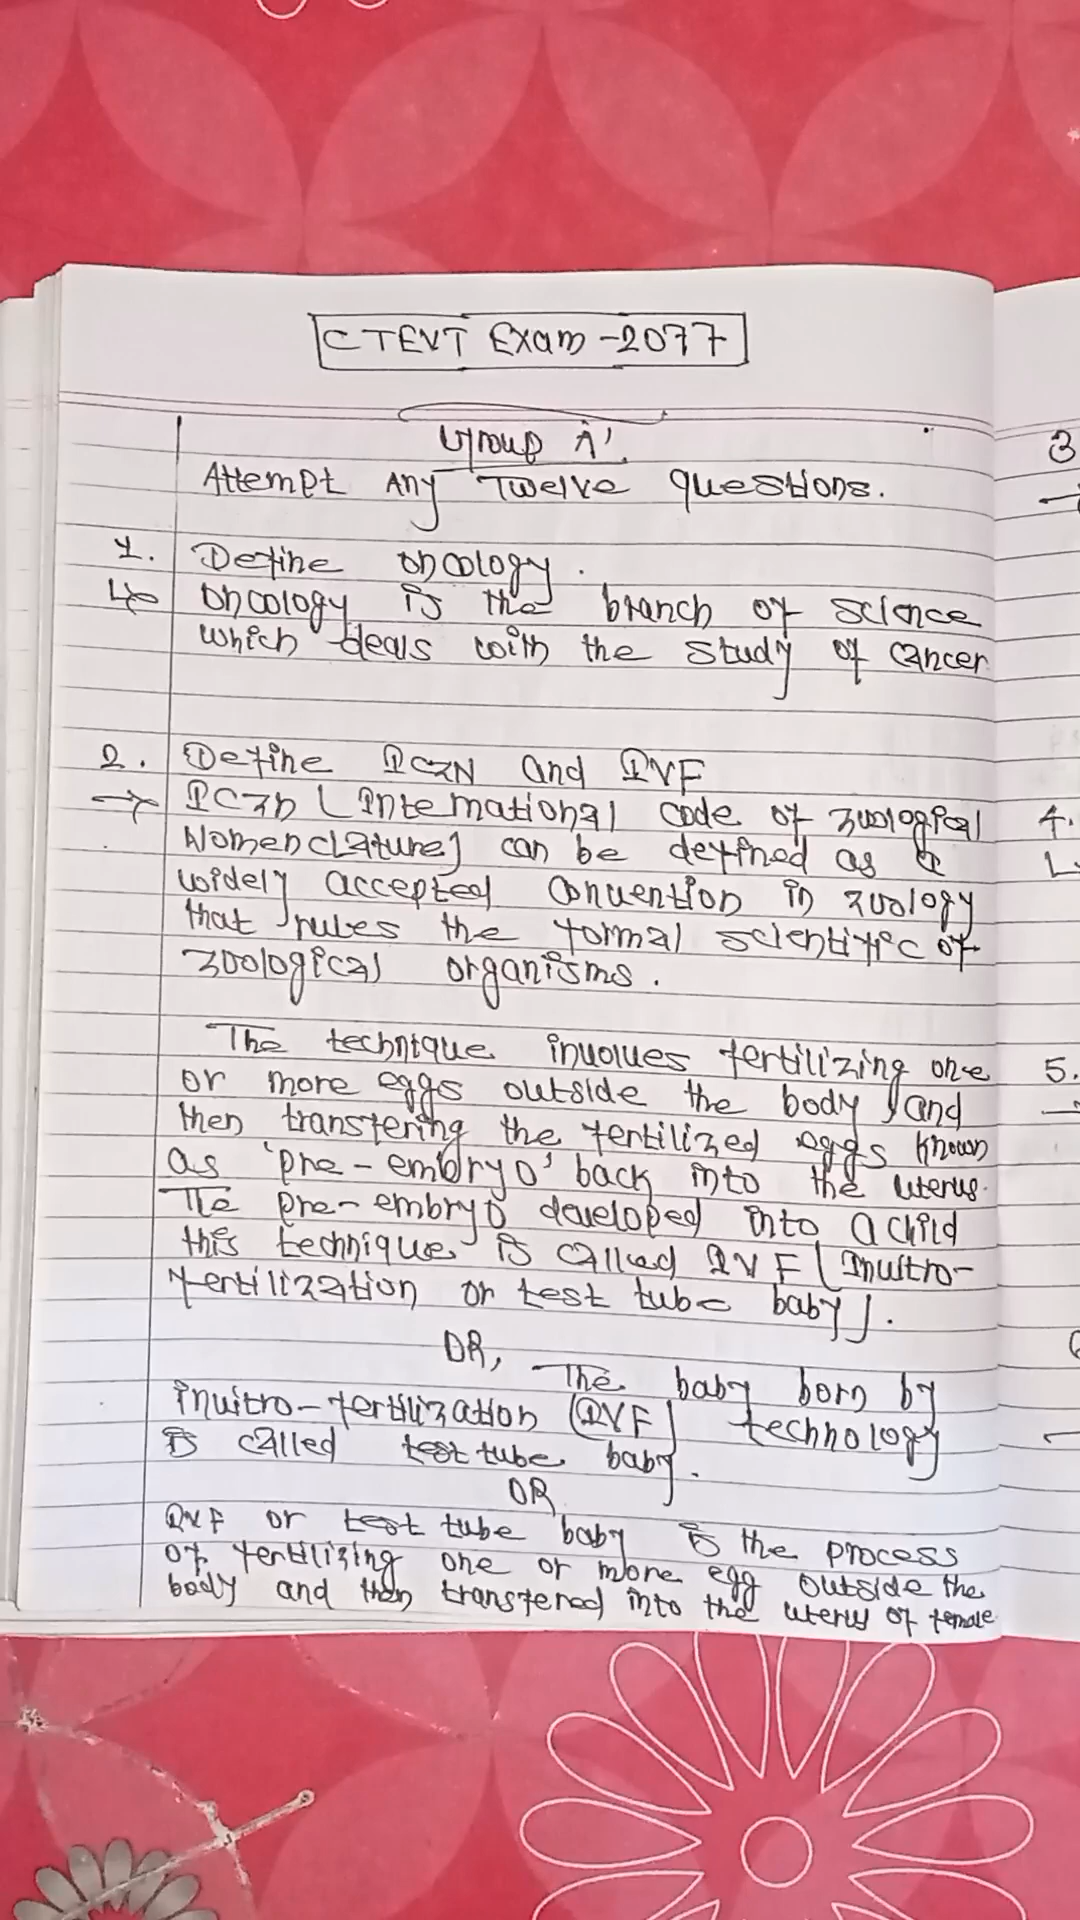 CTEVT Exam-2077
Group 'A'.
Attempt Any Twelve questions.
1. Define oncology.
↳ Oncology is the branch of science
which deals with the study of cancer
2. Define ICZN and IVF
→ ICZN (International code of zoological
Nomenclature) can be defined as a
widely accepted convention in zoology
that rules the formal scientific of
zoological organisms.
The technique involves fertilizing one
or more eggs outside the body and
then transfering the fertilized eggs known
as 'pre-embryo' back into the uterus.
The pre-embryo developed into a child
this technique is called IVF (Invitro-
fertilization or test tube baby).
OR, The baby born by
invitro-fertilization (IVF) technology
is called test tube baby.
OR
IVF or test tube baby is the process
of fertilizing one or more egg outside the
body and then transfered into the uterus of female
3
4.
5.